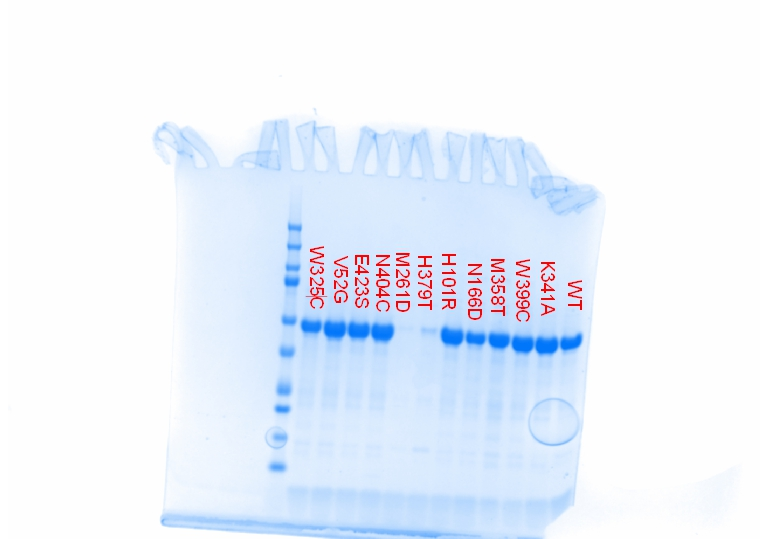 W325C
V52G
E423S
N404C
M261D
H379T
H101R
N166D
M358T
W399C
K341A
WT